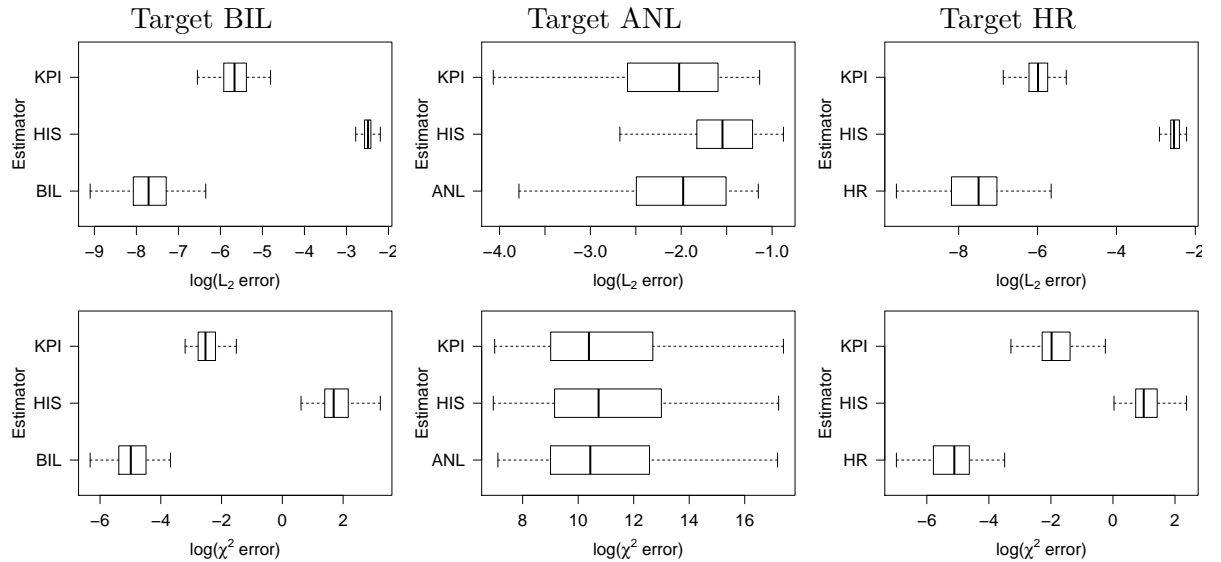 Target BIL
Target ANL
Target HR
Estimator
KPI
HIS
BIL
−9 −8 −7 −6 −5 −4 −3 −2
log(L₂ error)
Estimator
KPI
HIS
ANL
−4.0 −3.0 −2.0 −1.0
log(L₂ error)
Estimator
KPI
HIS
HR
−8 −6 −4 −2
log(L₂ error)
Estimator
KPI
HIS
BIL
−6 −4 −2 0 2
log(χ² error)
Estimator
KPI
HIS
ANL
8 10 12 14 16
log(χ² error)
Estimator
KPI
HIS
HR
−6 −4 −2 0 2
log(χ² error)